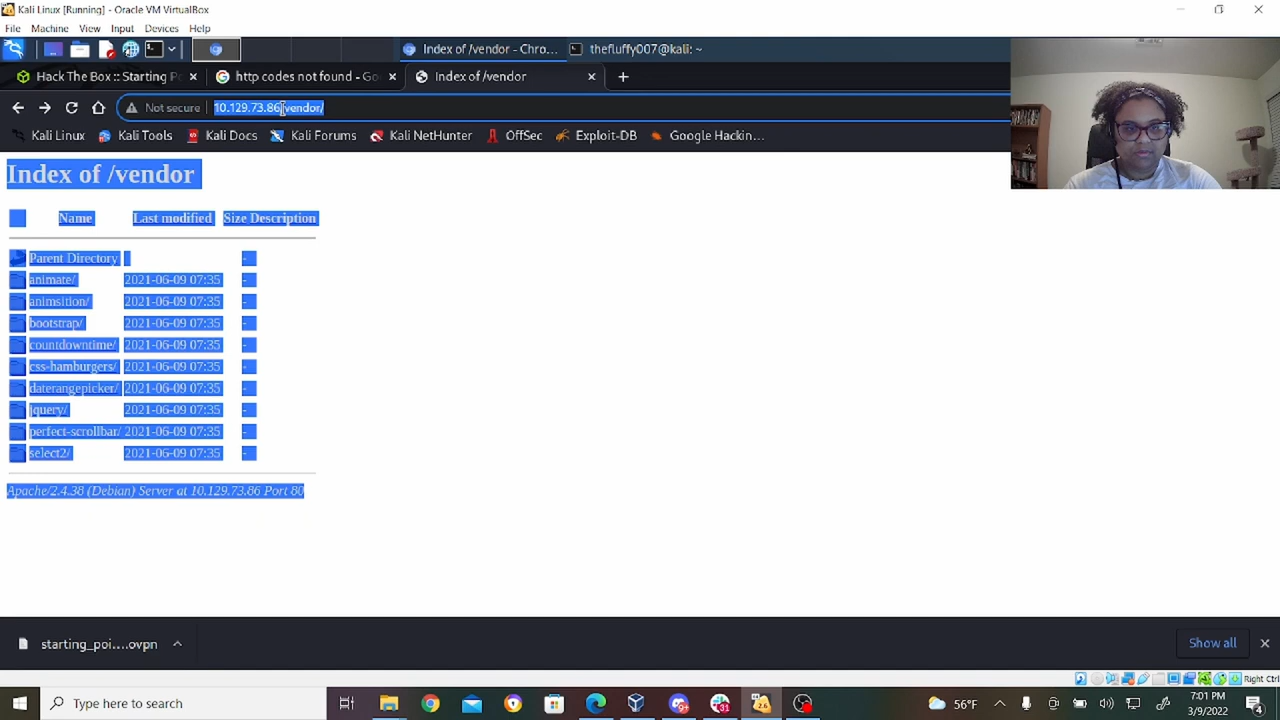 Kali Linux [Running] - Oracle VM VirtualBox
File Machine View Input Devices Help
Index of /vendor - Chro...
thefluffy007@kali: ~
Hack The Box :: Starting P
http codes not found - Go
Index of /vendor
Not secure 10.129.73.86/vendor/
Kali Linux Kali Tools Kali Docs Kali Forums Kali NetHunter OffSec Exploit-DB Google Hackin...
Index of /vendor
Name Last modified Size Description
Parent Directory -
animate/ 2021-06-09 07:35 -
animsition/ 2021-06-09 07:35 -
bootstrap/ 2021-06-09 07:35 -
countdowntime/ 2021-06-09 07:35 -
css-hamburgers/ 2021-06-09 07:35 -
daterangepicker/ 2021-06-09 07:35 -
jquery/ 2021-06-09 07:35 -
perfect-scrollbar/ 2021-06-09 07:35 -
select2/ 2021-06-09 07:35 -
Apache/2.4.38 (Debian) Server at 10.129.73.86 Port 80
starting_poi....ovpn
Show all
Right Ctrl
Type here to search
56°F
7:01 PM
3/9/2022